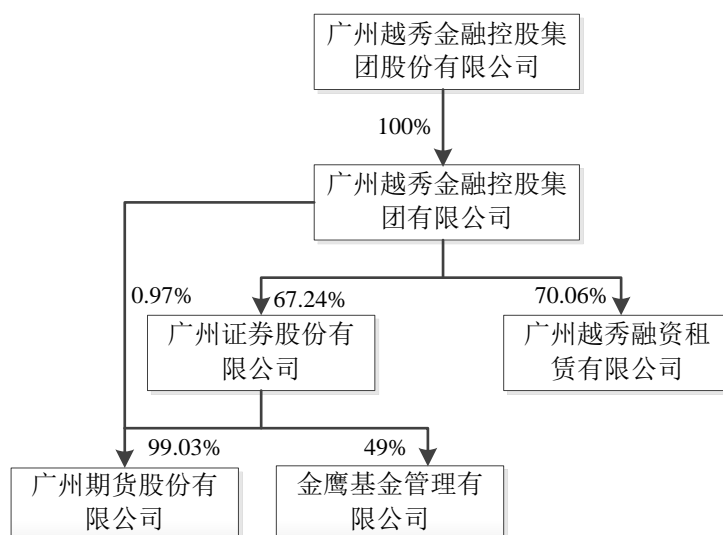 广州越秀金融控股集
团股份有限公司
100%
广州越秀金融控股集
团有限公司
0.97%
67.24%
70.06%
广州证券股份有
限公司
广州越秀融资租
赁有限公司
99.03%
49%
广州期货股份有
限公司
金鹰基金管理有
限公司